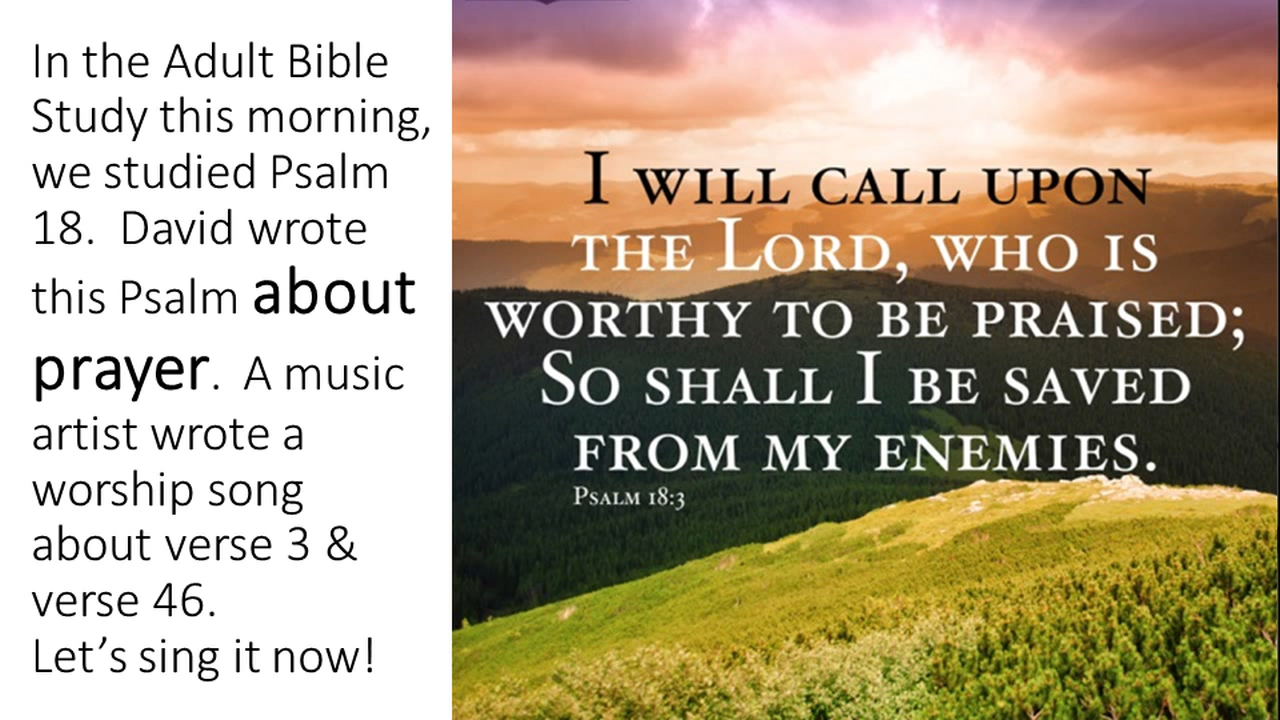 In the Adult Bible
Study this morning,
we studied Psalm
18.  David wrote
this Psalm about
prayer.  A music
artist wrote a
worship song
about verse 3 &
verse 46.
Let’s sing it now!
I will call upon
the Lord, who is
worthy to be praised;
So shall I be saved
from my enemies.
Psalm 18:3